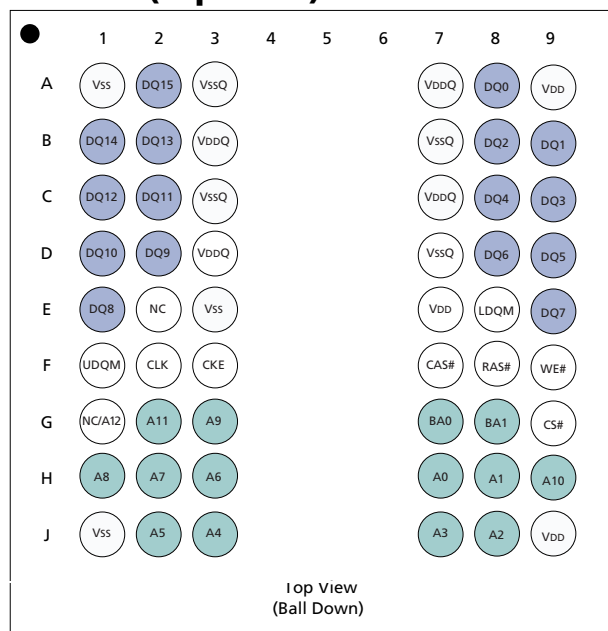 1 2 3 4 5 6 7 8 9
A Vss DQ15 VssQ VDDQ DQ0 VDD
B DQ14 DQ13 VDDQ VssQ DQ2 DQ1
C DQ12 DQ11 VssQ VDDQ DQ4 DQ3
D DQ10 DQ9 VDDQ VssQ DQ6 DQ5
E DQ8 NC Vss VDD LDQM DQ7
F UDQM CLK CKE CAS# RAS# WE#
G NC/A12 A11 A9 BA0 BA1 CS#
H A8 A7 A6 A0 A1 A10
J Vss A5 A4 A3 A2 VDD
Top View
(Ball Down)